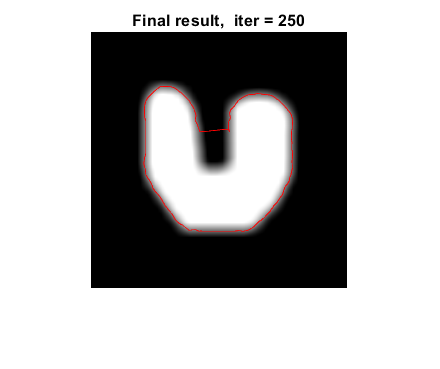 Final result,  iter = 250